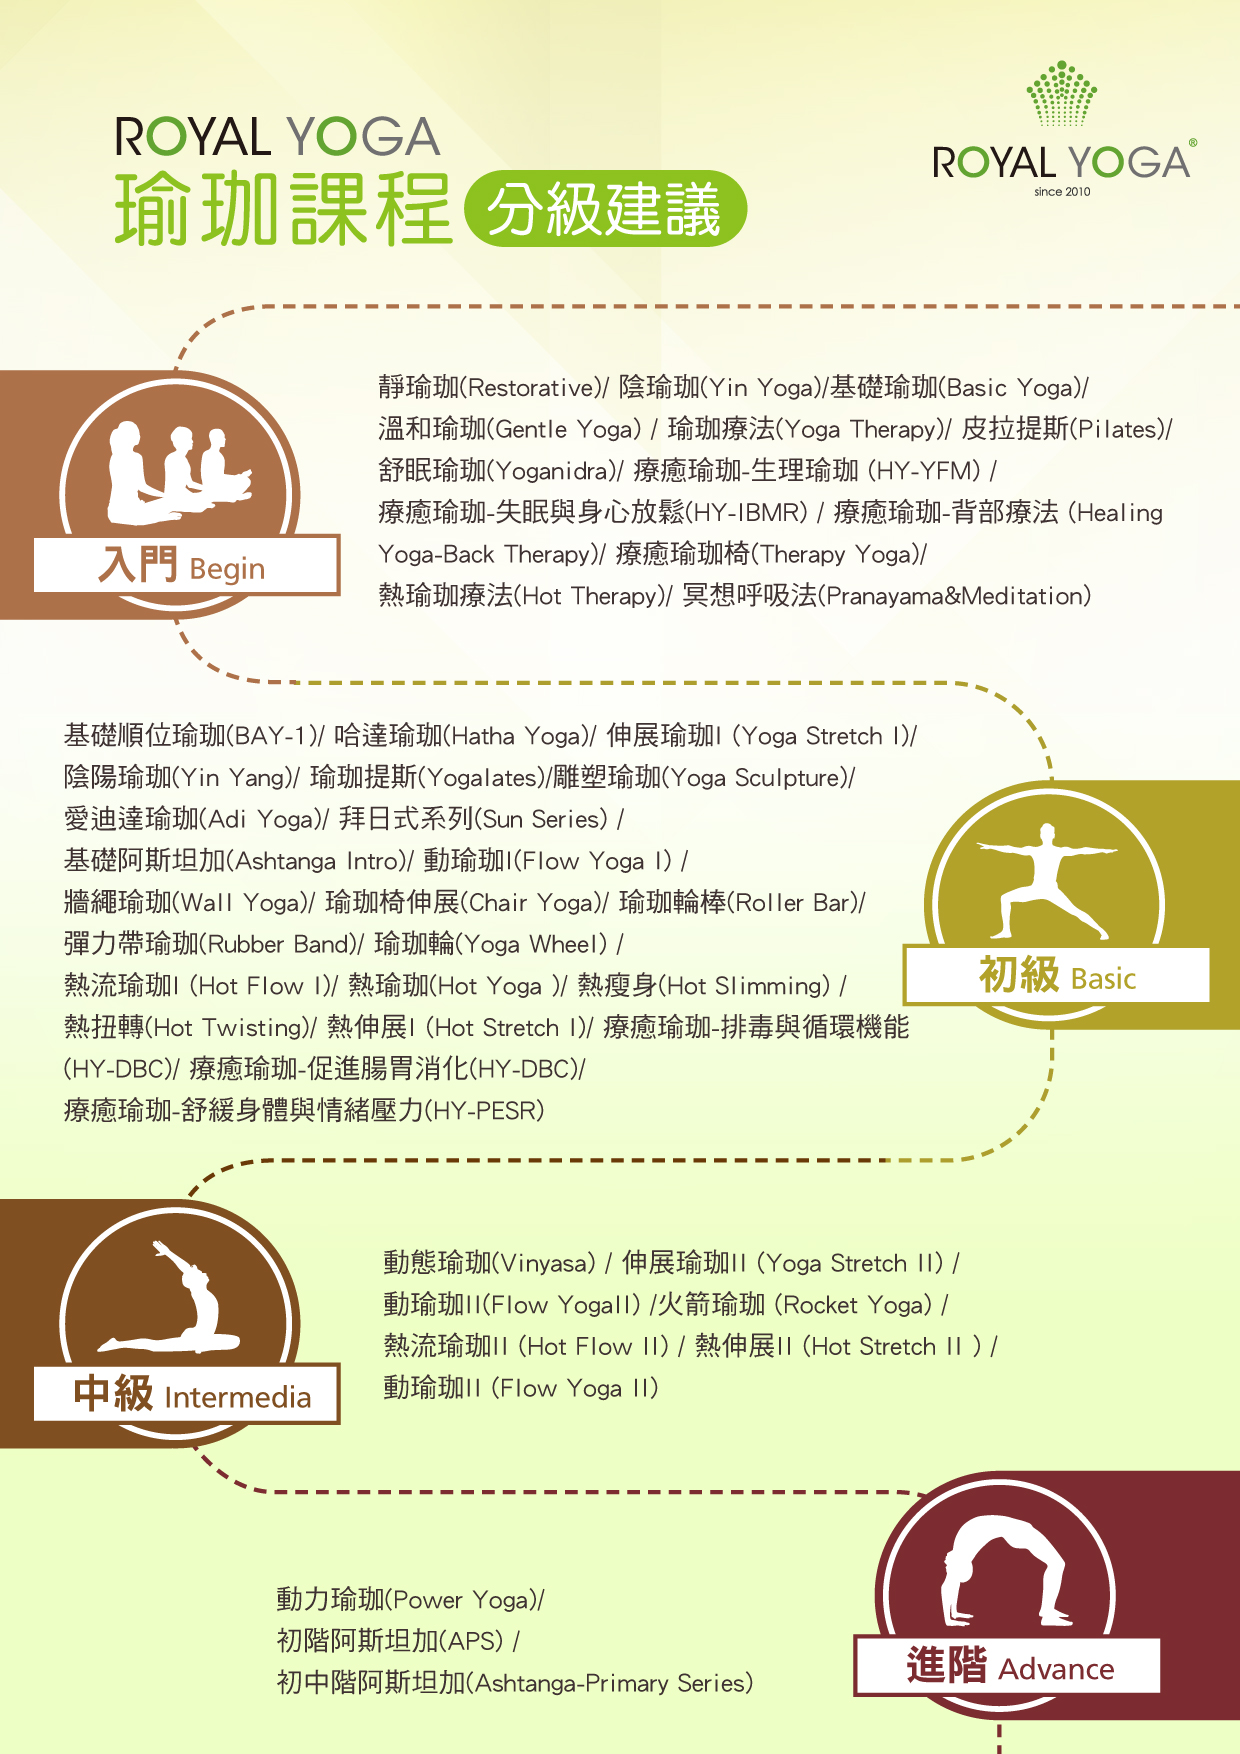 ROYAL YOGA
瑜珈課程 分級建議
ROYAL YOGA®
since 2010
靜瑜珈(Restorative)/ 陰瑜珈(Yin Yoga)/基礎瑜珈(Basic Yoga)/
溫和瑜珈(Gentle Yoga) / 瑜珈療法(Yoga Therapy)/ 皮拉提斯(Pilates)/
舒眠瑜珈(Yoganidra)/ 療癒瑜珈-生理瑜珈 (HY-YFM) /
療癒瑜珈-失眠與身心放鬆(HY-IBMR) / 療癒瑜珈-背部療法 (Healing
Yoga-Back Therapy)/ 療癒瑜珈椅(Therapy Yoga)/
熱瑜珈療法(Hot Therapy)/ 冥想呼吸法(Pranayama&Meditation)
入門 Begin
基礎順位瑜珈(BAY-1)/ 哈達瑜珈(Hatha Yoga)/ 伸展瑜珈I (Yoga Stretch I)/
陰陽瑜珈(Yin Yang)/ 瑜珈提斯(Yogalates)/雕塑瑜珈(Yoga Sculpture)/
愛迪達瑜珈(Adi Yoga)/ 拜日式系列(Sun Series) /
基礎阿斯坦加(Ashtanga Intro)/ 動瑜珈I(Flow Yoga I) /
牆繩瑜珈(Wall Yoga)/ 瑜珈椅伸展(Chair Yoga)/ 瑜珈輪棒(Roller Bar)/
彈力帶瑜珈(Rubber Band)/ 瑜珈輪(Yoga Wheel) /
熱流瑜珈I (Hot Flow I)/ 熱瑜珈(Hot Yoga )/ 熱瘦身(Hot Slimming) /
熱扭轉(Hot Twisting)/ 熱伸展I (Hot Stretch I)/ 療癒瑜珈-排毒與循環機能
(HY-DBC)/ 療癒瑜珈-促進腸胃消化(HY-DBC)/
療癒瑜珈-舒緩身體與情緒壓力(HY-PESR)
初級 Basic
動態瑜珈(Vinyasa) / 伸展瑜珈II (Yoga Stretch II) /
動瑜珈II(Flow YogaII) /火箭瑜珈 (Rocket Yoga) /
熱流瑜珈II (Hot Flow II) / 熱伸展II (Hot Stretch II ) /
動瑜珈II (Flow Yoga II)
中級 Intermedia
動力瑜珈(Power Yoga)/
初階阿斯坦加(APS) /
初中階阿斯坦加(Ashtanga-Primary Series)
進階 Advance